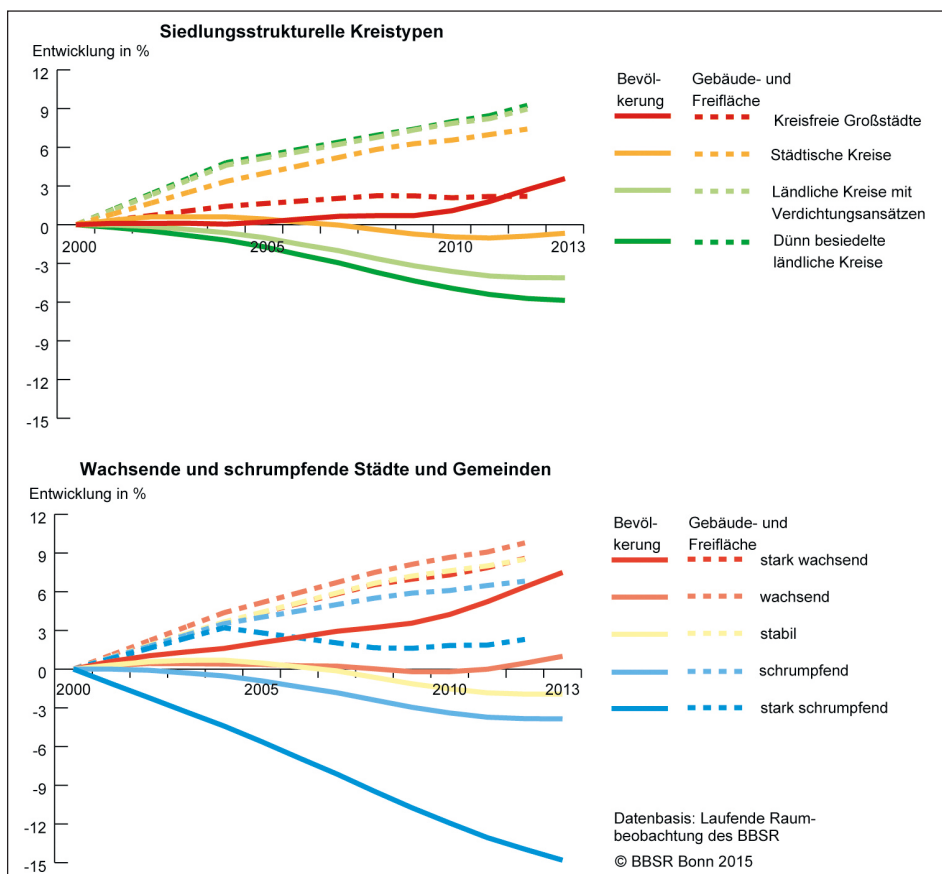 Siedlungsstrukturelle Kreistypen
Entwicklung in %
12
9
6
3
0
-3
-6
-9
-12
-15
2000
2005
2010
2013
Bevöl-
kerung
Gebäude- und
Freifläche
Kreisfreie Großstädte
Städtische Kreise
Ländliche Kreise mit
Verdichtungsansätzen
Dünn besiedelte
ländliche Kreise
Wachsende und schrumpfende Städte und Gemeinden
Entwicklung in %
12
9
6
3
0
-3
-6
-9
-12
-15
2000
2005
2010
2013
Bevöl-
kerung
Gebäude- und
Freifläche
stark wachsend
wachsend
stabil
schrumpfend
stark schrumpfend
Datenbasis: Laufende Raum-
beobachtung des BBSR
© BBSR Bonn 2015